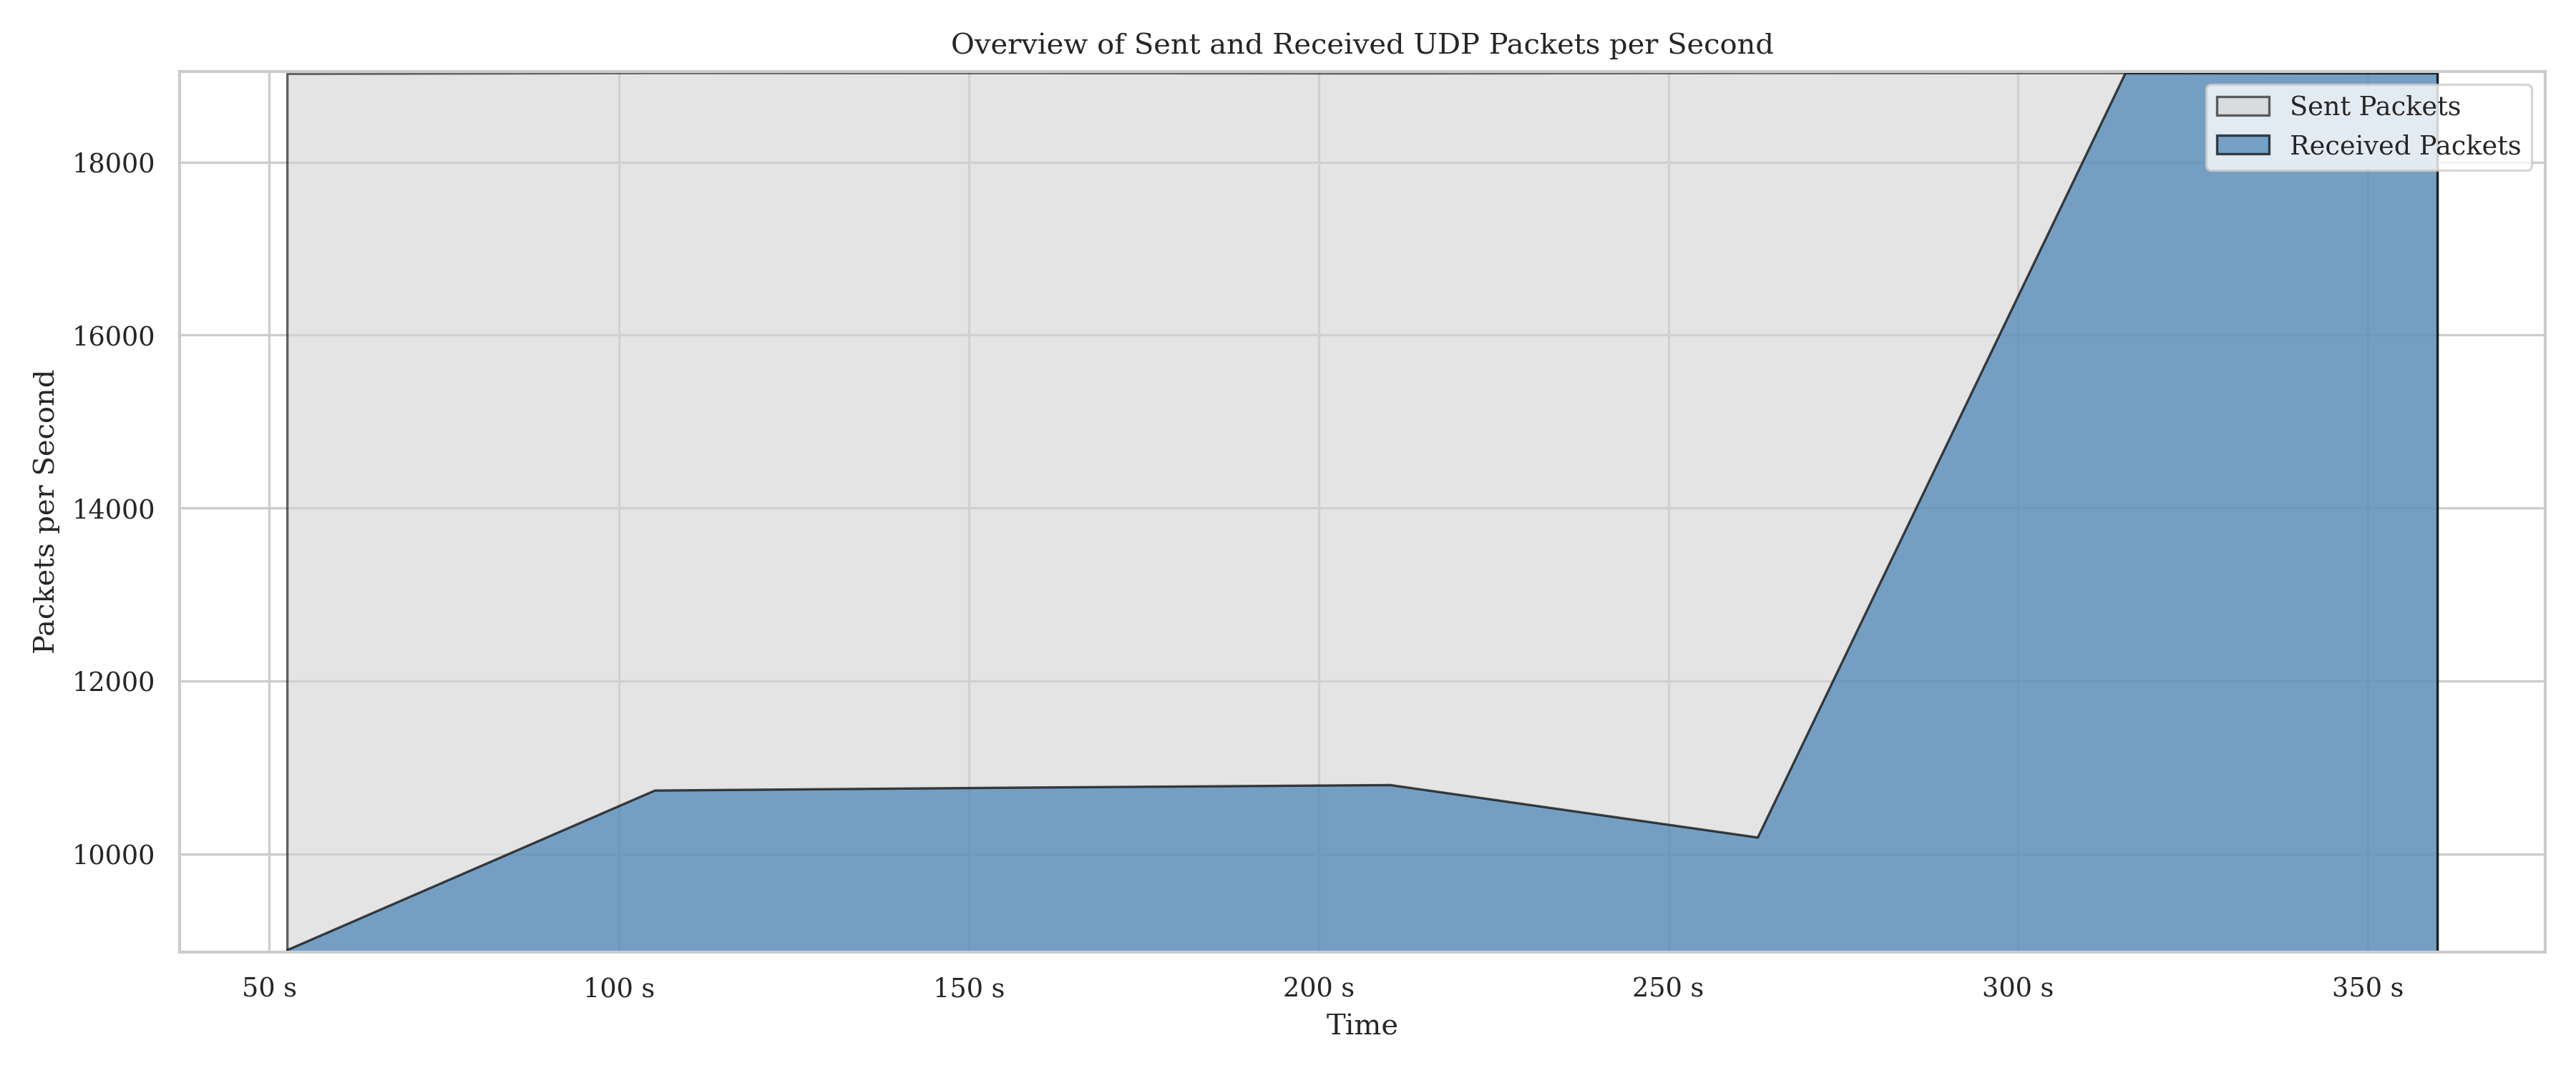 Overview of Sent and Received UDP Packets per Second
Sent Packets
Received Packets
18000
16000
14000
12000
10000
Packets per Second
50 s
100 s
150 s
200 s
250 s
300 s
350 s
Time